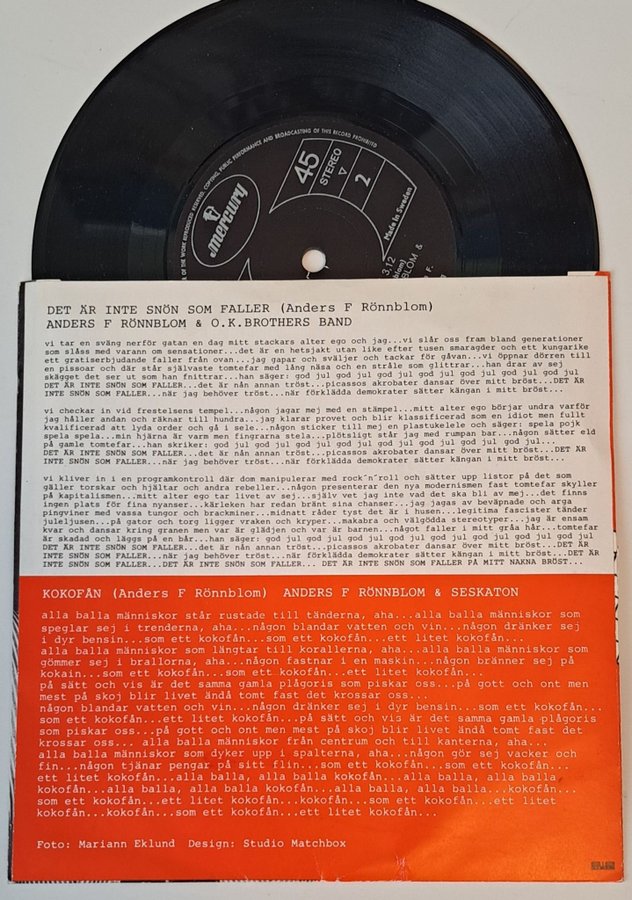 OF THE WORK REPRODUCED RESERVED. COPYING, PUBLIC PERFORMANCE AND BROADCASTING OF THIS RECORD PROHIBITED
mercury
45
STEREO
2
Made in Sweden
3.12
BLOM &
DET ÄR INTE SNÖN SOM FALLER (Anders F Rönnblom)
ANDERS F RÖNNBLOM & O.K.BROTHERS BAND
vi tar en sväng nerför gatan en dag mitt stackars alter ego och jag...vi slår oss fram bland generationer
som slåss med varann om sensationer...det är en hetsjakt utan like efter tusen smaragder och ett kungarike
ett gratiserbjudande faller från ovan...jag gapar och sväljer och tackar för gåvan...vi öppnar dörren till
en pissoar och där står självaste tomtefar med lång näsa och en stråle som glittrar...han drar av sej
skägget det ser ut som han fnittrar...han säger: god jul god jul god jul god jul god jul god jul god jul
DET ÄR INTE SNÖN SOM FALLER...det är nån annan tröst...picassos akrobater dansar över mitt bröst...DET ÄR
INTE SNÖN SOM FALLER...när jag behöver tröst...när förklädda demokrater sätter kängan i mitt bröst...
vi checkar in vid frestelsens tempel...någon jagar mej med en stämpel...mitt alter ego börjar undra varför
jag håller andan och räknar till hundra...jag klarar provet och blir klassificerad som en idiot men fullt
kvalificerad att lyda order och gå i sele...någon sticker till mej en plastukelele och säger: spela pojk
spela spela...min hjärna är varm men fingrarna stela...plötsligt står jag med rumpan bar...någon sätter eld
på gamle tomtefar...han skriker: god jul god jul god jul god jul god jul god jul god jul...
DET ÄR INTE SNÖN SOM FALLER...det är nån annan tröst...picassos akrobater dansar över mitt bröst...DET ÄR
INTE SNÖN SOM FALLER...när jag behöver tröst...när förklädda demokrater sätter kängan i mitt bröst...
vi kliver in i en programkontroll där dom manipulerar med rock'n'roll och sätter upp listor på det som
gäller torskar och hjältar och andra rebeller...någon presenterar den nya modernismen fast tomtefar skyller
på kapitalismen...mitt alter ego tar livet av sej...själv vet jag inte vad det ska bli av mej...det finns
ingen plats för fina nyanser...kärleken har redan bränt sina chanser...jag jagas av beväpnade och arga
pingviner med vassa tungor och brackminer...midnatt råder tyst det är i husen...legitima fascister tänder
juleljusen...på gator och torg ligger vraken och kryper...makabra och välgödda stereotyper...jag är ensam
kvar och dansar kring granen men var är glädjen och var är barnen...något faller i mitt gråa hår...tomtefar
är skadad och läggs på en bår...han säger: god jul god jul god jul god jul god jul god jul god jul
DET ÄR INTE SNÖN SOM FALLER...det är nån annan tröst...picassos akrobater dansar över mitt bröst...DET ÄR
INTE SNÖN SOM FALLER...när jag behöver tröst...när förklädda demokrater sätter kängan i mitt bröst...DET ÄR
INTE SNÖN SOM FALLER...DET ÄR INTE SNÖN SOM FALLER...DET ÄR INTE SNÖN SOM FALLER PÅ MITT NAKNA BRÖST...
KOKOFÅN (Anders F Rönnblom) ANDERS F RÖNNBLOM & SESKATON
alla balla människor står rustade till tänderna, aha...alla balla människor som
speglar sej i trenderna, aha...någon blandar vatten och vin...någon dränker sej
i dyr bensin...som ett kokofån...som ett kokofån...ett litet kokofån...
alla balla människor som längtar till korallerna, aha...alla balla människor som
gömmer sej i brallorna, aha...någon fastnar i en maskin...någon bränner sej på
kokain...som ett kokofån...som ett kokofån...ett litet kokofån...
på sätt och vis är det samma gamla plågoris som piskar oss...på gott och ont men
mest på skoj blir livet ändå tomt fast det krossar oss...
någon blandar vatten och vin...någon dränker sej i dyr bensin...som ett kokofån...
som ett kokofån...ett litet kokofån...på sätt och vis är det samma gamla plågoris
som piskar oss...på gott och ont men mest på skoj blir livet ändå tomt fast det
krossar oss... alla balla människor från centrum och till kanterna, aha...
alla balla människor som dyker upp i spalterna, aha...någon gör sej vacker och
fin...någon tjänar pengar på sitt flin...som ett kokofån...som ett kokofån...
ett litet kokofån...alla balla, alla balla kokofån...alla balla, alla balla
kokofån...alla balla, alla balla kokofån...alla balla, alla balla kokofån...
som ett kokofån...ett litet kokofån...kokofån...som ett kokofån...ett litet
kokofån...kokofån...som ett kokofån...ett litet kokofån...
Foto: Mariann Eklund Design: Studio Matchbox